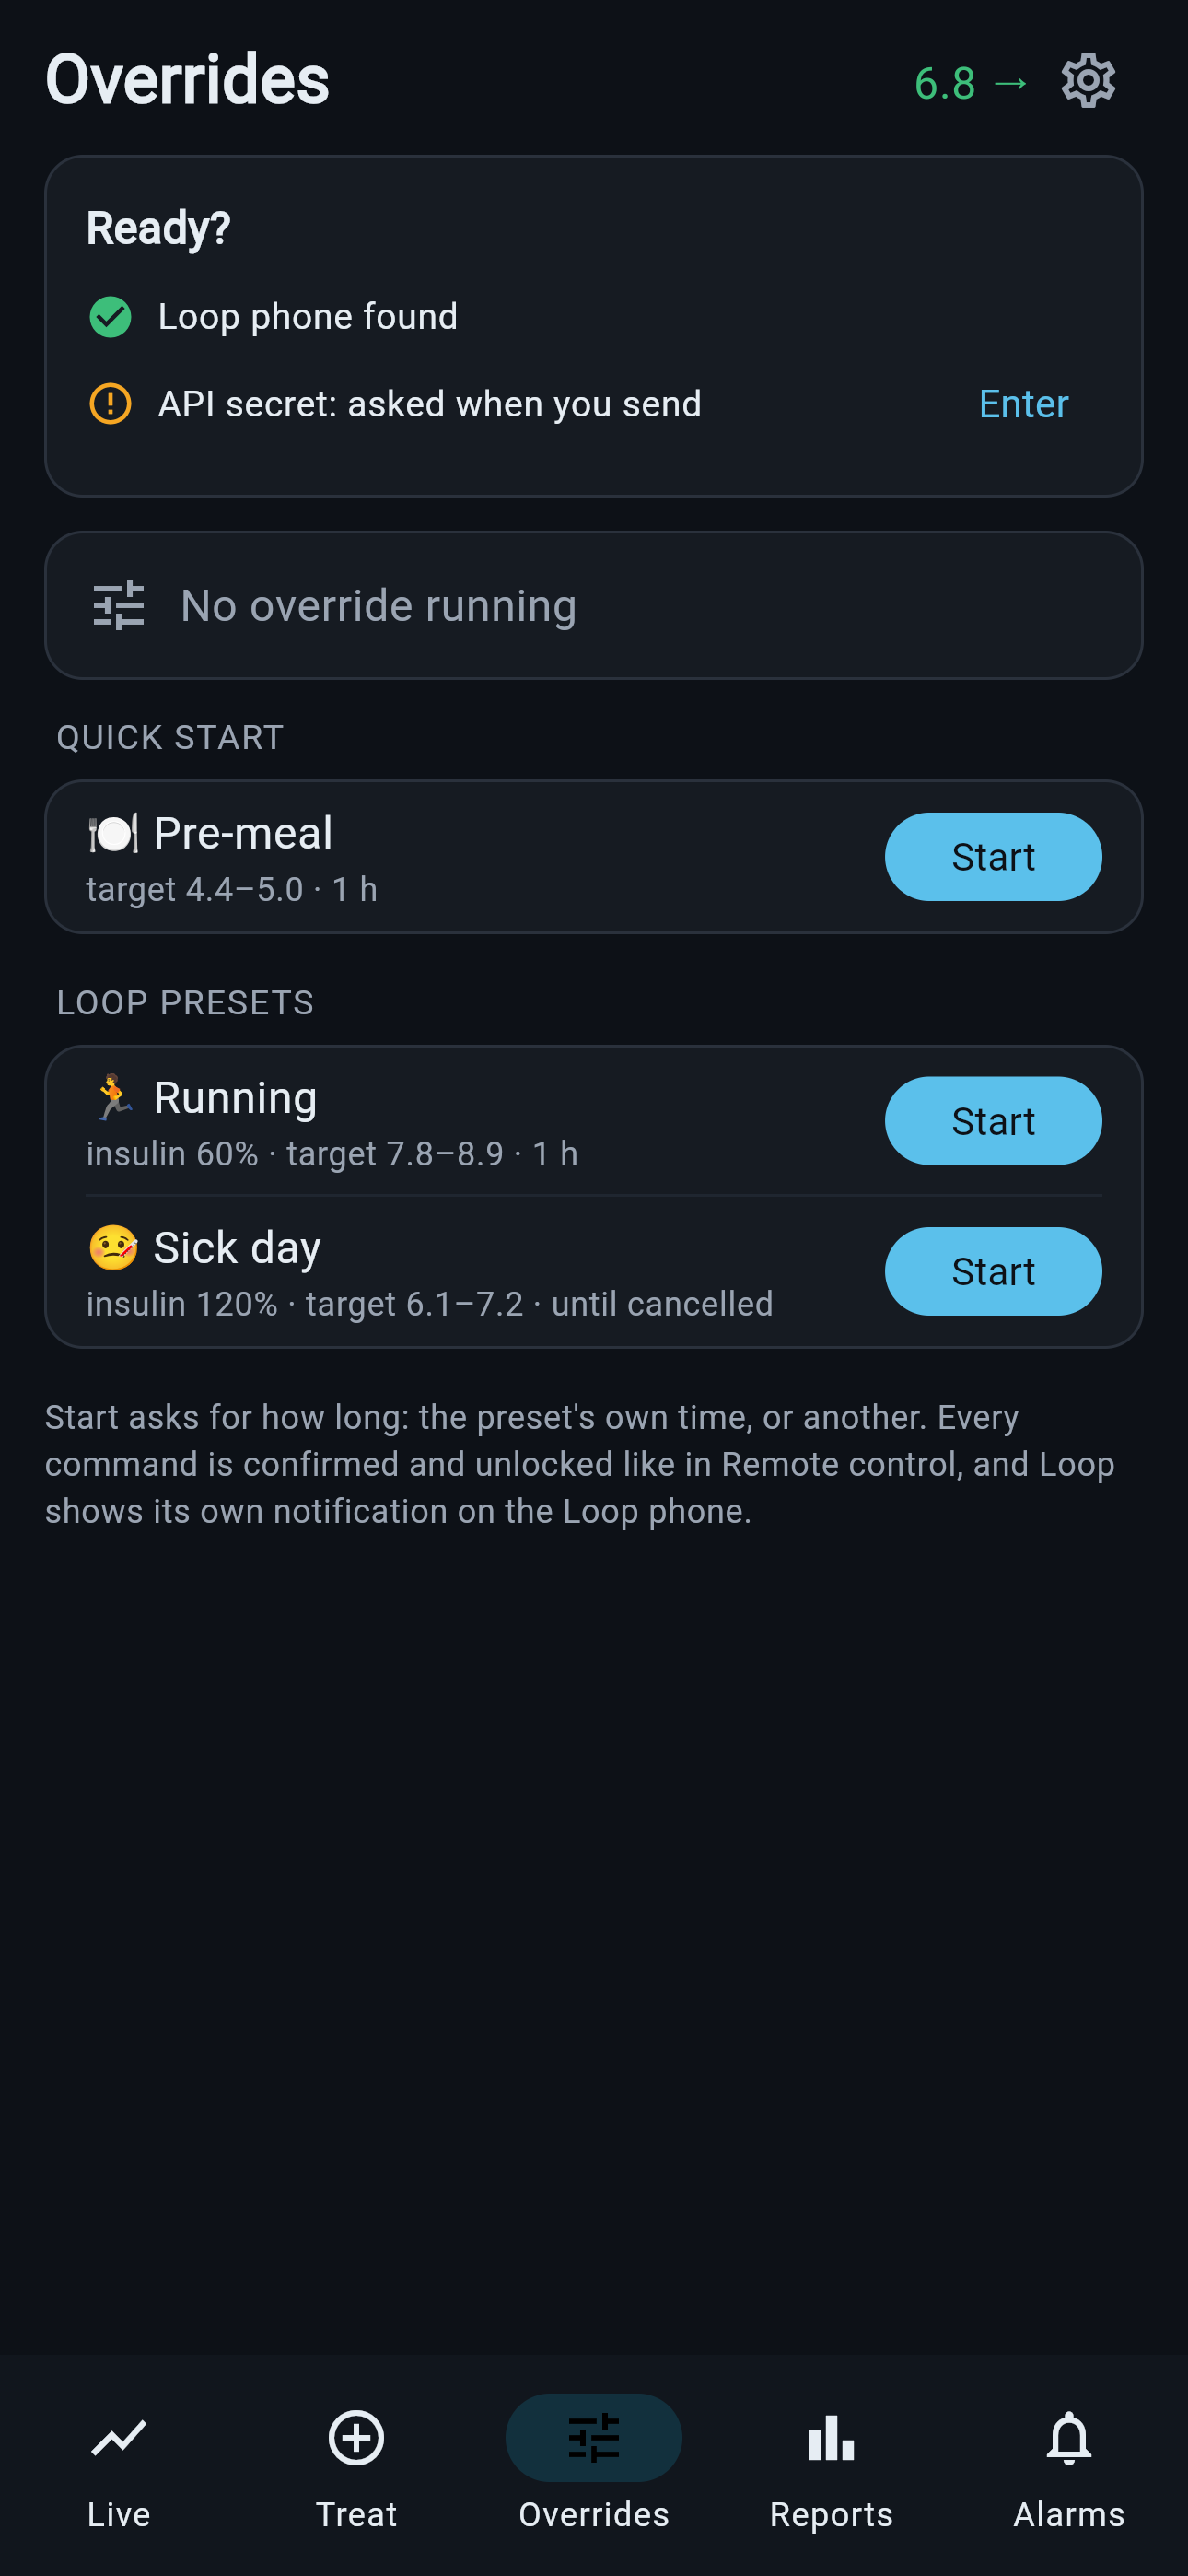 Overrides
6.8 →
Ready?
Loop phone found
API secret: asked when you send
Enter
No override running
QUICK START
🍽️ Pre-meal
target 4.4–5.0 · 1 h
Start
LOOP PRESETS
🏃 Running
insulin 60% · target 7.8–8.9 · 1 h
Start
🤒 Sick day
insulin 120% · target 6.1–7.2 · until cancelled
Start
Start asks for how long: the preset's own time, or another. Every
command is confirmed and unlocked like in Remote control, and Loop
shows its own notification on the Loop phone.
Live
Treat
Overrides
Reports
Alarms